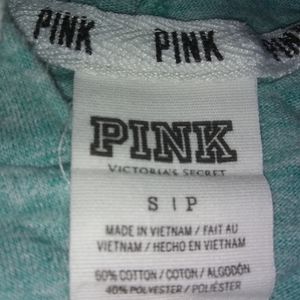 PINK PINK PINK
PINK
VICTORIA'S SECRET
S | P
MADE IN VIETNAM / FAIT AU
VIETNAM / HECHO EN VIETNAM
60% COTTON / COTON / ALGODÓN
40% POLYESTER / POLIÉSTER